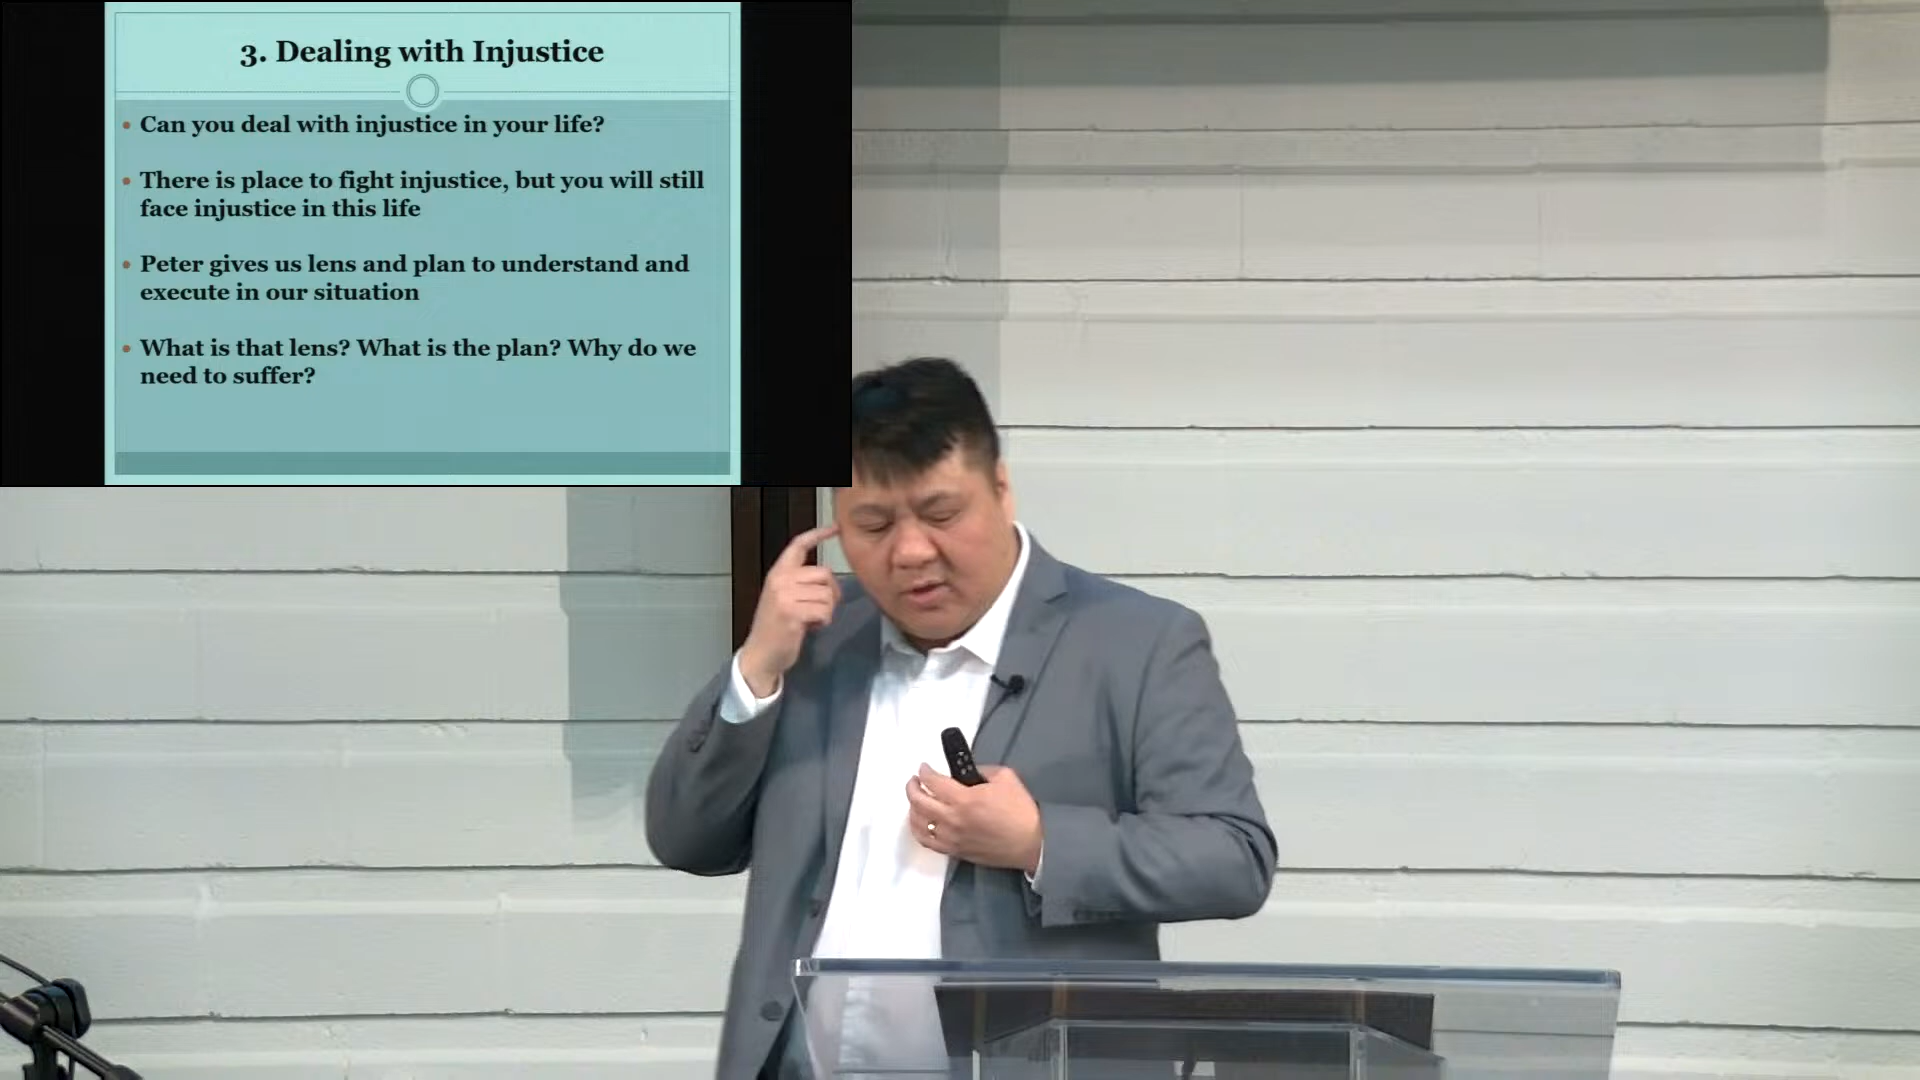 3. Dealing with Injustice
• Can you deal with injustice in your life?
• There is place to fight injustice, but you will still
face injustice in this life
• Peter gives us lens and plan to understand and
execute in our situation
• What is that lens? What is the plan? Why do we
need to suffer?